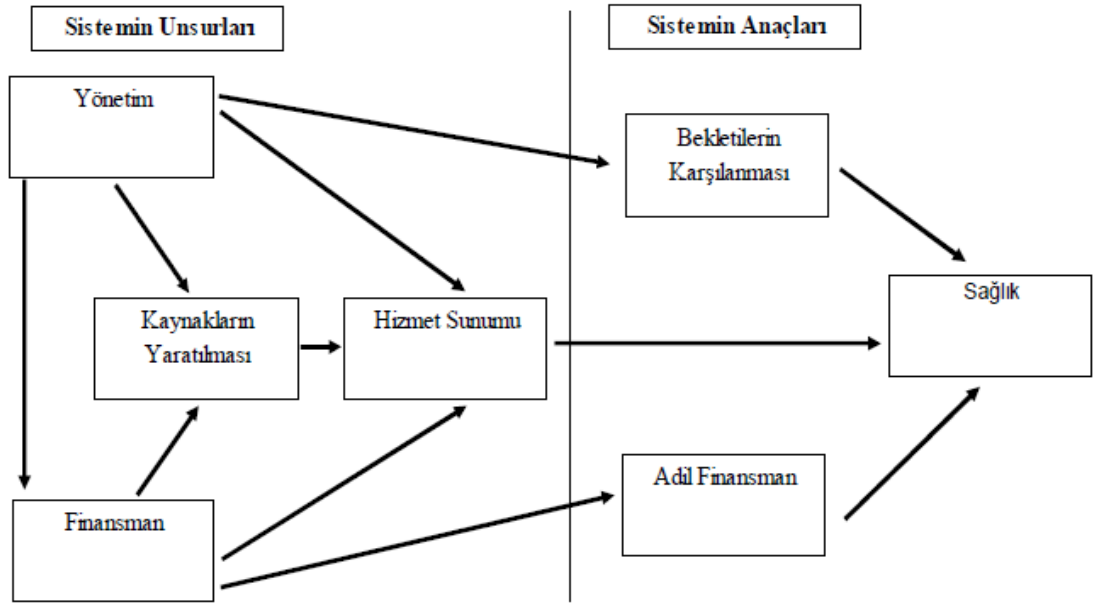 Sistemin Unsurları
Sistemin Anaçları
Yönetim
Bekletilerin
Karşılanması
Sağlık
Kaynakların
Yaratılması
Hizmet Sunumu
Adil Finansman
Finansman